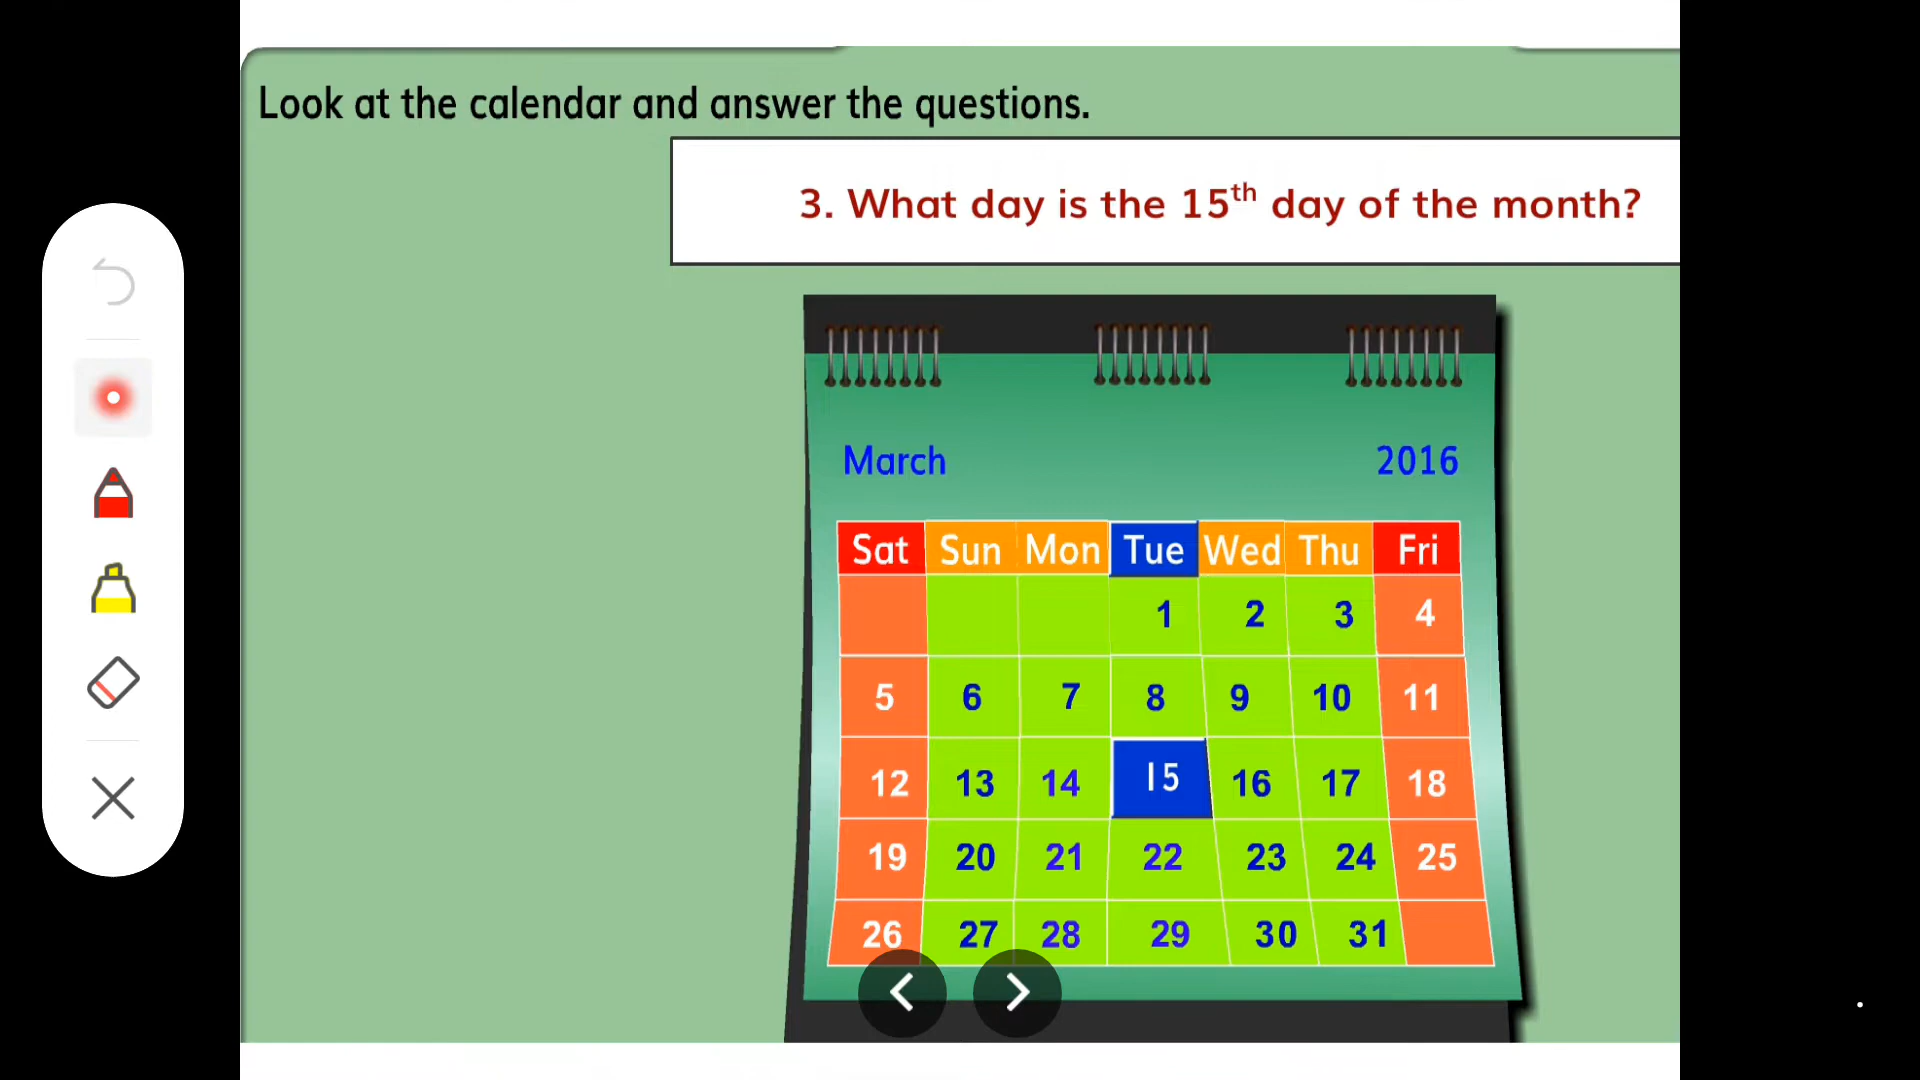 Look at the calendar and answer the questions.
3. What day is the 15th day of the month?
March 2016
Sat Sun Mon Tue Wed Thu Fri
1 2 3 4
5 6 7 8 9 10 11
12 13 14 15 16 17 18
19 20 21 22 23 24 25
26 27 28 29 30 31